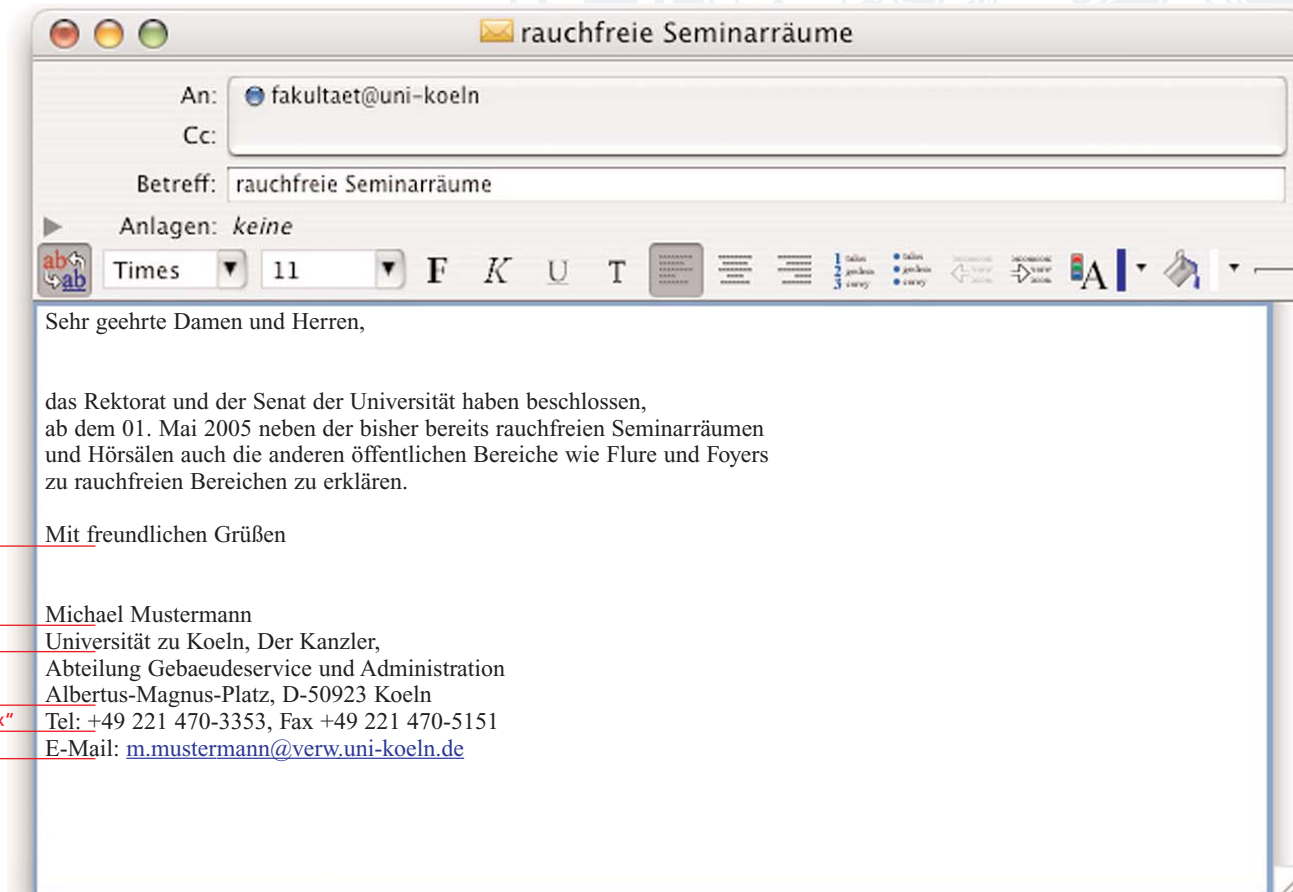 rauchfreie Seminarräume
An: fakultaet@uni-koeln
Cc:
Betreff: rauchfreie Seminarräume
Anlagen: keine
Times 11 F K U T
Sehr geehrte Damen und Herren,
das Rektorat und der Senat der Universität haben beschlossen,
ab dem 01. Mai 2005 neben der bisher bereits rauchfreien Seminarräumen
und Hörsälen auch die anderen öffentlichen Bereiche wie Flure und Foyers
zu rauchfreien Bereichen zu erklären.
Mit freundlichen Grüßen
Michael Mustermann
Universität zu Koeln, Der Kanzler,
Abteilung Gebaeudeservice und Administration
Albertus-Magnus-Platz, D-50923 Koeln
Tel: +49 221 470-3353, Fax +49 221 470-5151
E-Mail: m.mustermann@verw.uni-koeln.de